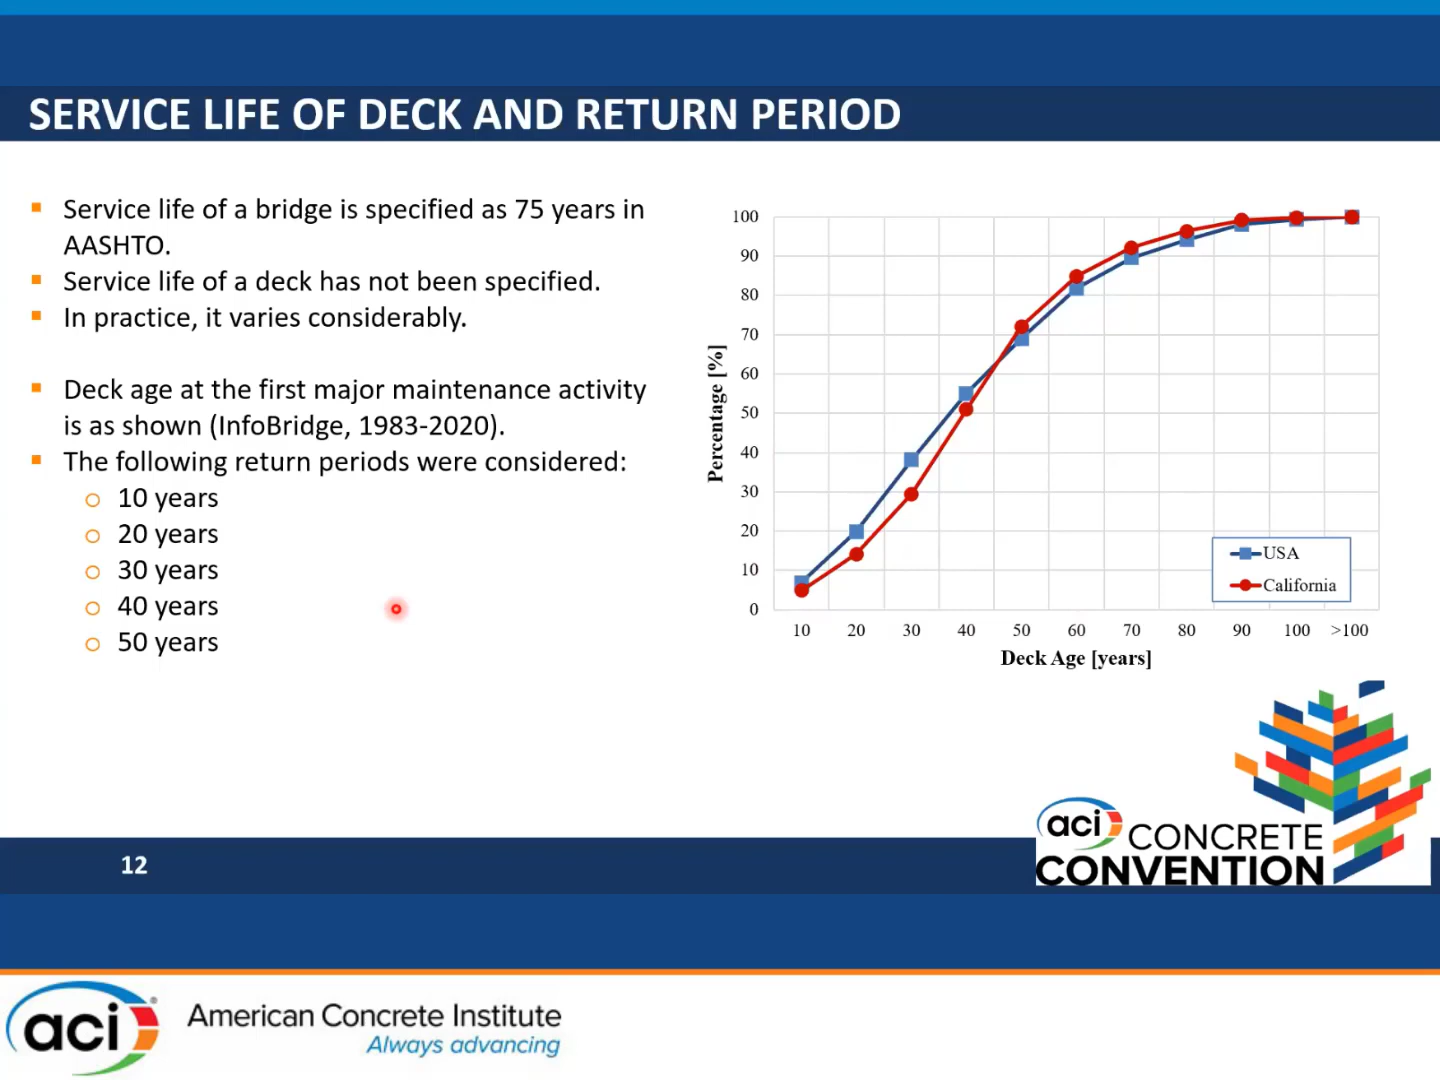 SERVICE LIFE OF DECK AND RETURN PERIOD
Service life of a bridge is specified as 75 years in
AASHTO.
Service life of a deck has not been specified.
In practice, it varies considerably.
Deck age at the first major maintenance activity
is as shown (InfoBridge, 1983-2020).
The following return periods were considered:
10 years
20 years
30 years
40 years
50 years
Percentage [%]
100
90
80
70
60
50
40
30
20
10
0
USA
California
10 20 30 40 50 60 70 80 90 100 >100
Deck Age [years]
aci CONCRETE
CONVENTION
12
aci ®
American Concrete Institute
Always advancing